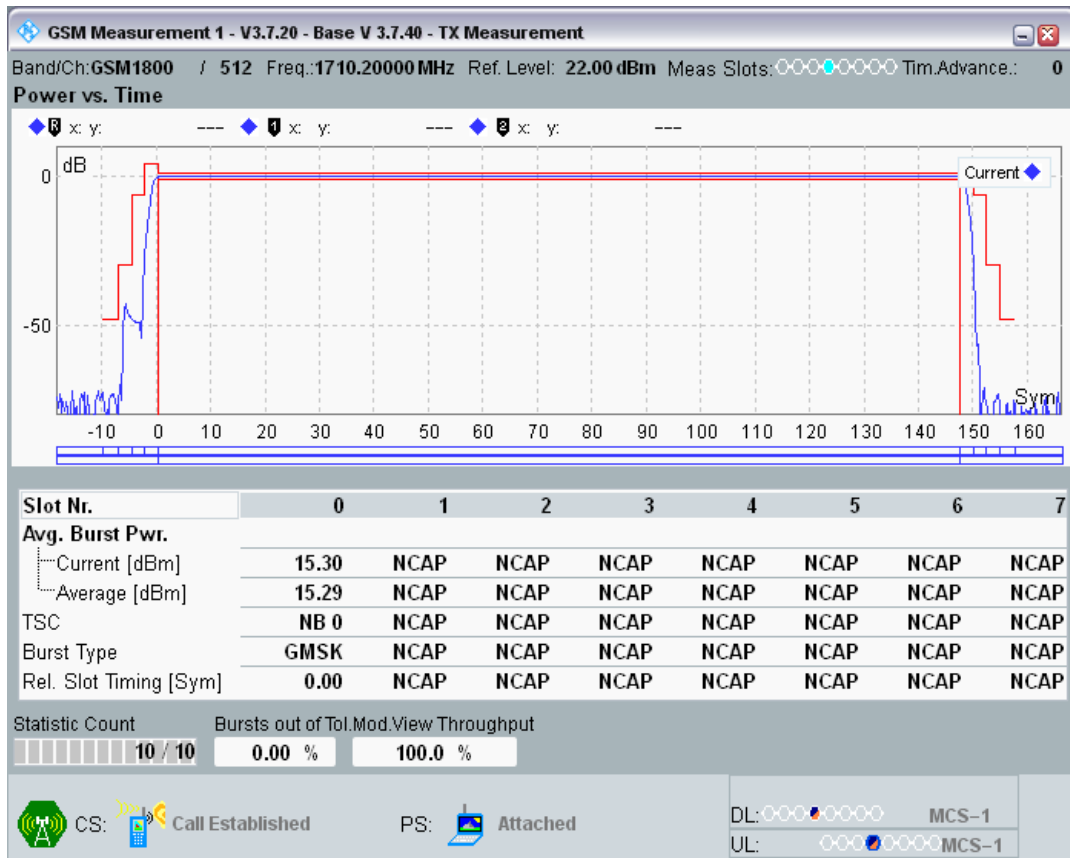 GSM Measurement 1 - V3.7.20 - Base V 3.7.40 - TX Measurement
Band/Ch:GSM1800 / 512 Freq.:1710.20000 MHz Ref. Level: 22.00 dBm Meas Slots: Tim.Advance.: 0
Power vs. Time
R x: y: --- 1 x: y: --- 2 x: y: ---
dB
Current
0
-50
Sym
-10 0 10 20 30 40 50 60 70 80 90 100 110 120 130 140 150 160
Slot Nr. 0 1 2 3 4 5 6 7
Avg. Burst Pwr.
Current [dBm] 15.30 NCAP NCAP NCAP NCAP NCAP NCAP NCAP
Average [dBm] 15.29 NCAP NCAP NCAP NCAP NCAP NCAP NCAP
TSC NB 0 NCAP NCAP NCAP NCAP NCAP NCAP NCAP
Burst Type GMSK NCAP NCAP NCAP NCAP NCAP NCAP NCAP
Rel. Slot Timing [Sym] 0.00 NCAP NCAP NCAP NCAP NCAP NCAP NCAP
Statistic Count Bursts out of Tol. Mod.View Throughput
10 / 10 0.00 % 100.0 %
CS: Call Established PS: Attached
DL: MCS-1
UL: MCS-1